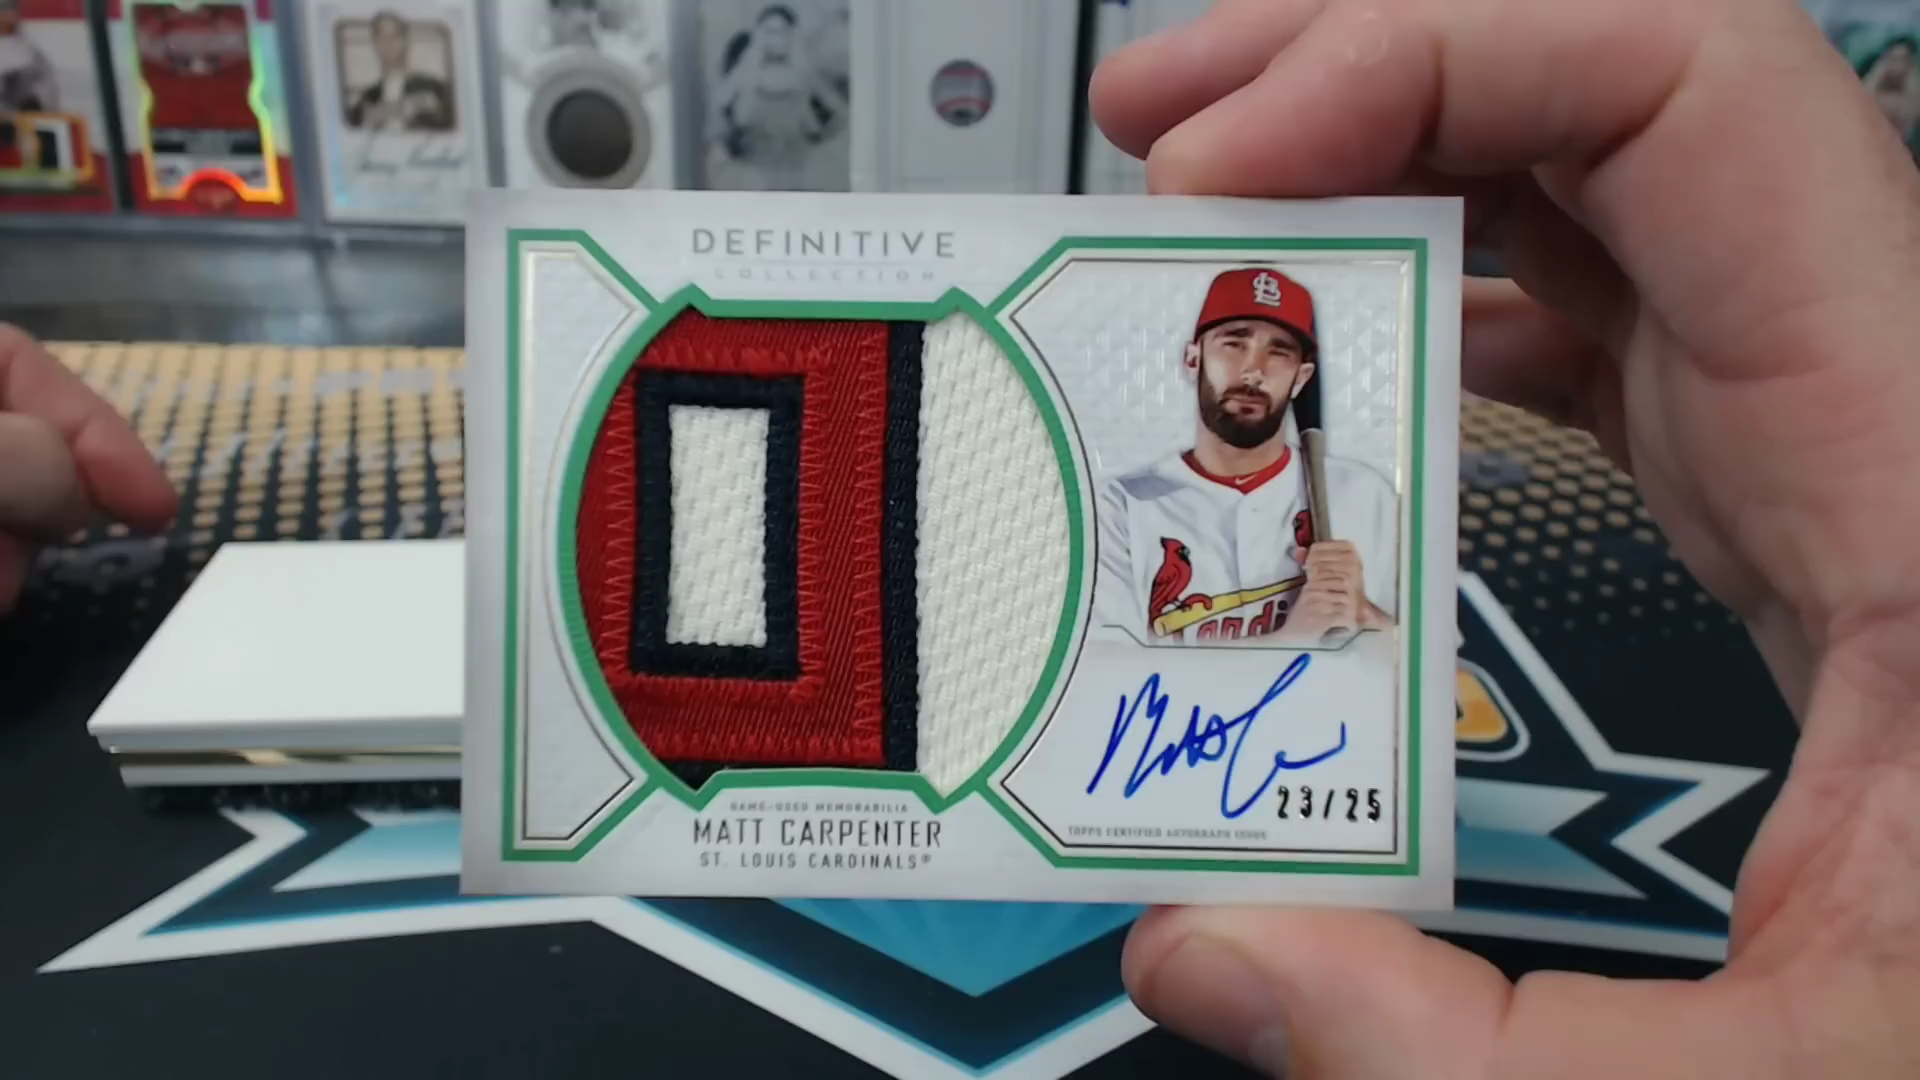 DEFINITIVE
COLLECTION
GAME-USED MEMORABILIA
MATT CARPENTER
ST. LOUIS CARDINALS®
23/25
TOPPS CERTIFIED AUTOGRAPH ISSUE